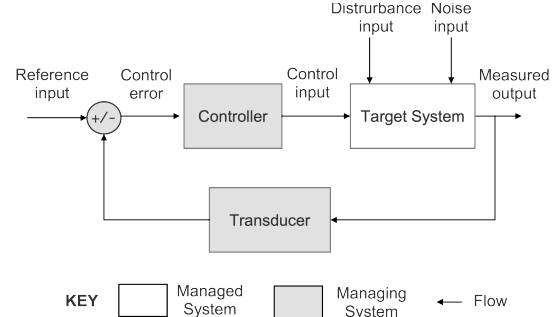 Distrurbance
input
Noise
input
Reference
input
Control
error
Control
input
Measured
output
+/-
Controller
Target System
Transducer
KEY
Managed
System
Managing
System
Flow